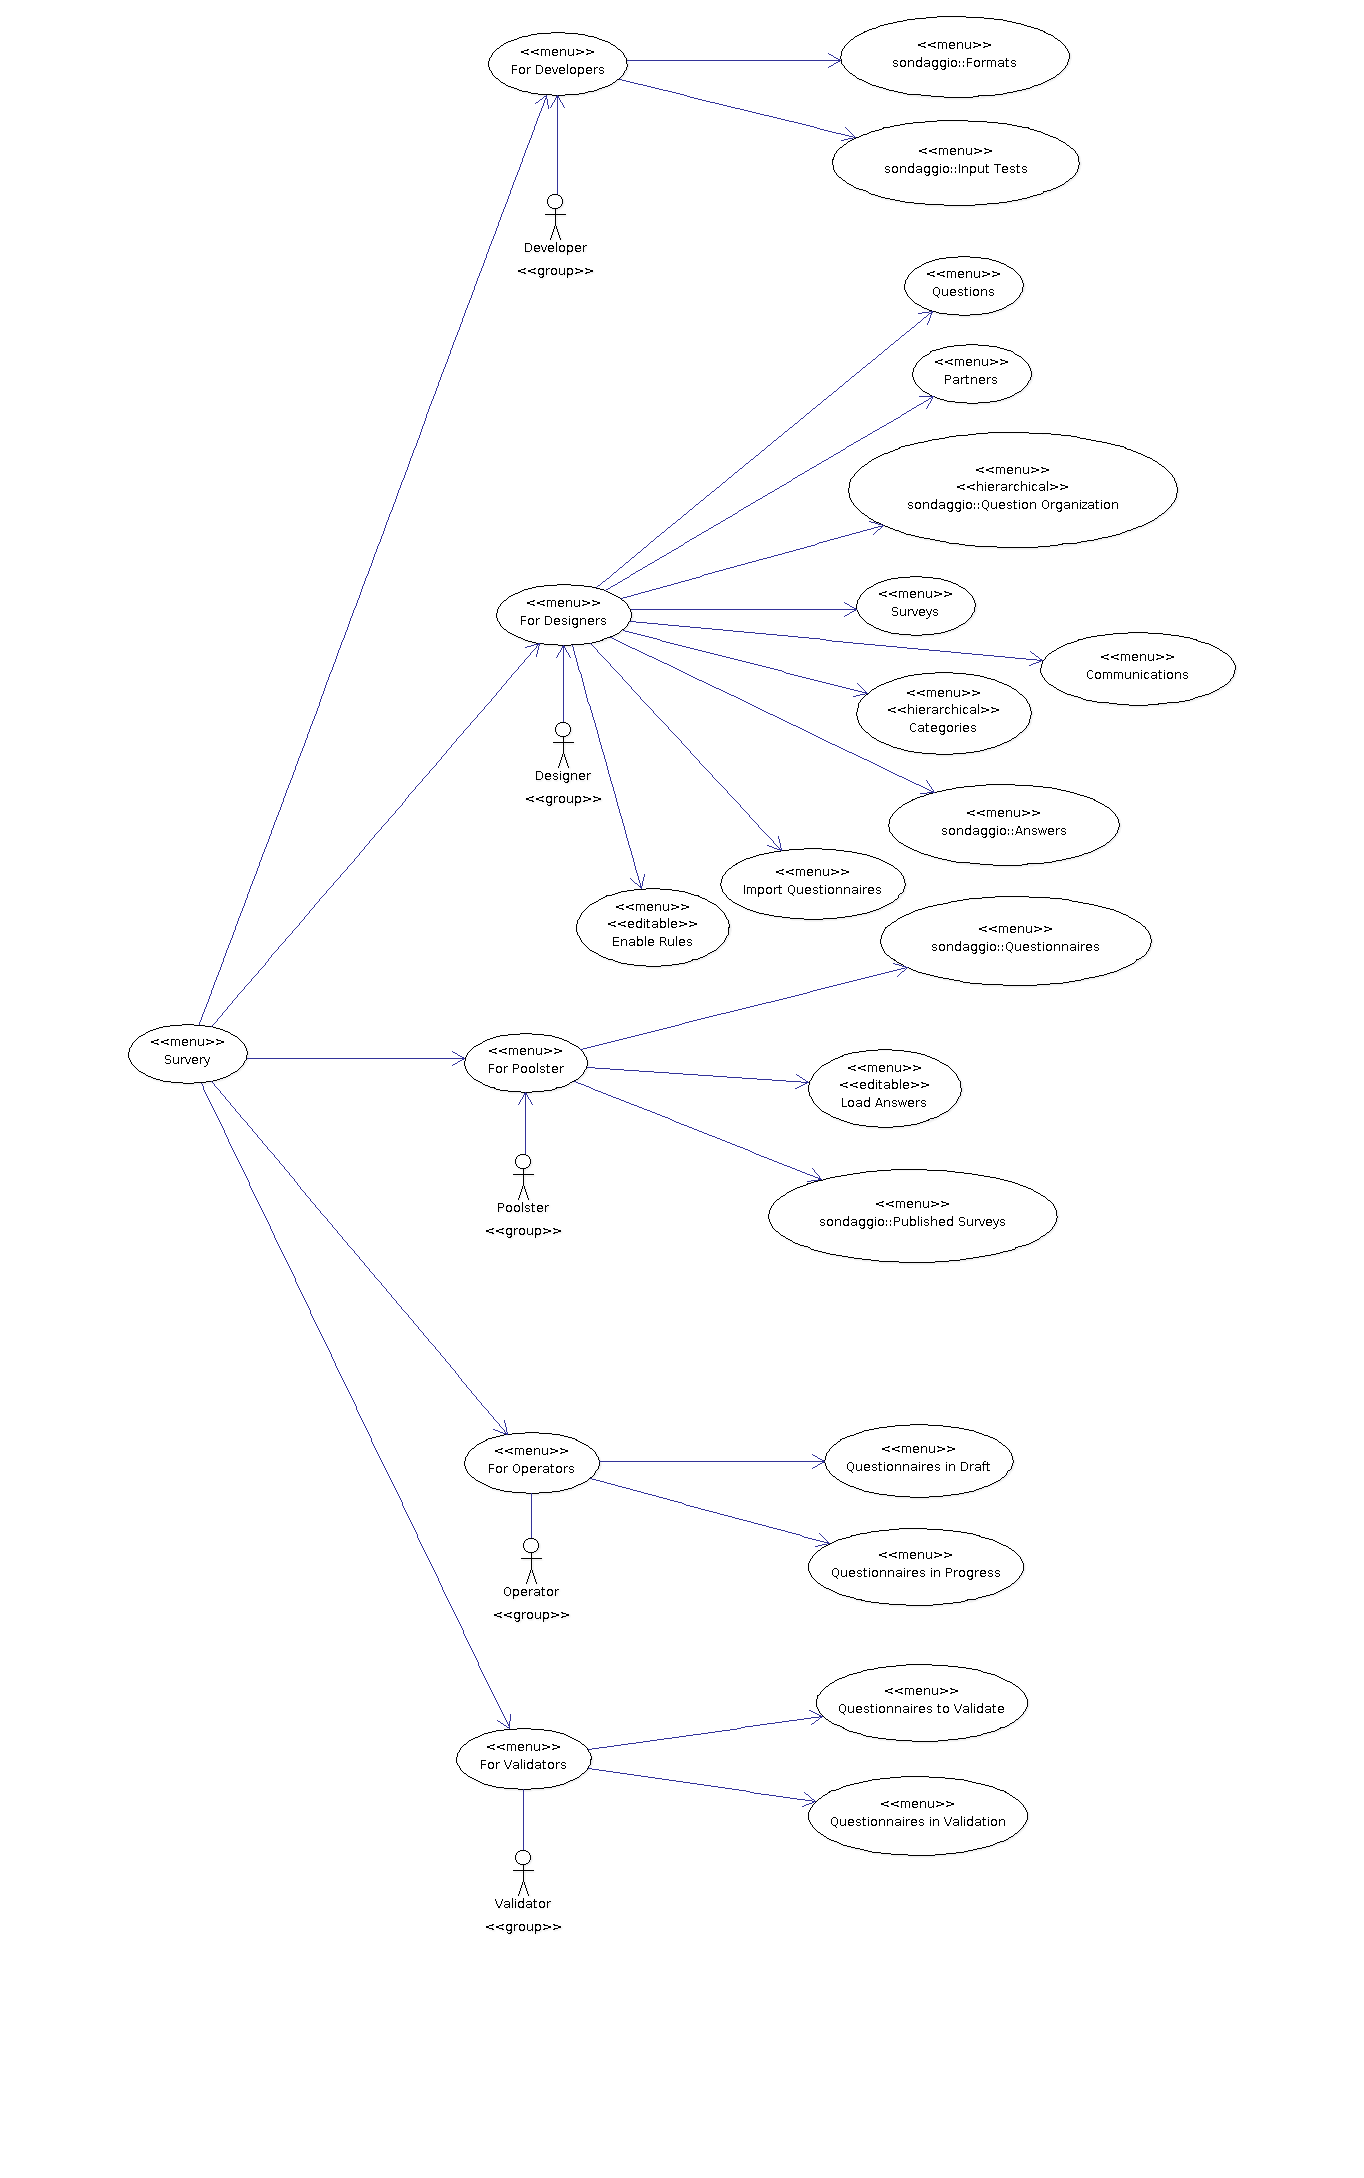 <<menu>>
For Developers
<<menu>>
sondaggio::Formats
<<menu>>
sondaggio::Input Tests
Developer
<<group>>
<<menu>>
Questions
<<menu>>
Partners
<<menu>>
<<hierarchical>>
sondaggio::Question Organization
<<menu>>
For Designers
<<menu>>
Surveys
<<menu>>
Communications
<<menu>>
<<hierarchical>>
Categories
Designer
<<group>>
<<menu>>
sondaggio::Answers
<<menu>>
Import Questionnaires
<<menu>>
<<editable>>
Enable Rules
<<menu>>
sondaggio::Questionnaires
<<menu>>
Survery
<<menu>>
For Poolster
<<menu>>
<<editable>>
Load Answers
Poolster
<<group>>
<<menu>>
sondaggio::Published Surveys
<<menu>>
For Operators
<<menu>>
Questionnaires in Draft
<<menu>>
Questionnaires in Progress
Operator
<<group>>
<<menu>>
Questionnaires to Validate
<<menu>>
For Validators
<<menu>>
Questionnaires in Validation
Validator
<<group>>